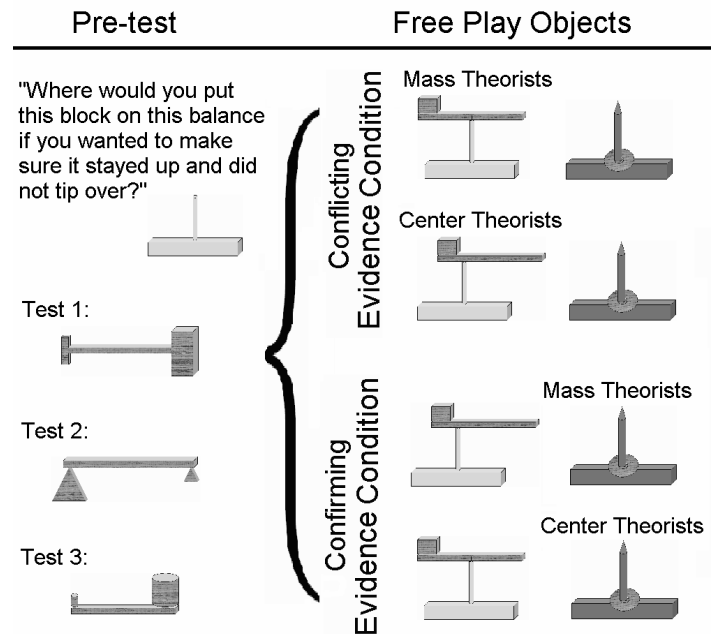 Pre-test
Free Play Objects
"Where would you put
this block on this balance
if you wanted to make
sure it stayed up and did
not tip over?"
Test 1:
Test 2:
Test 3:
Conflicting
Evidence Condition
Mass Theorists
Center Theorists
Confirming
Evidence Condition
Mass Theorists
Center Theorists